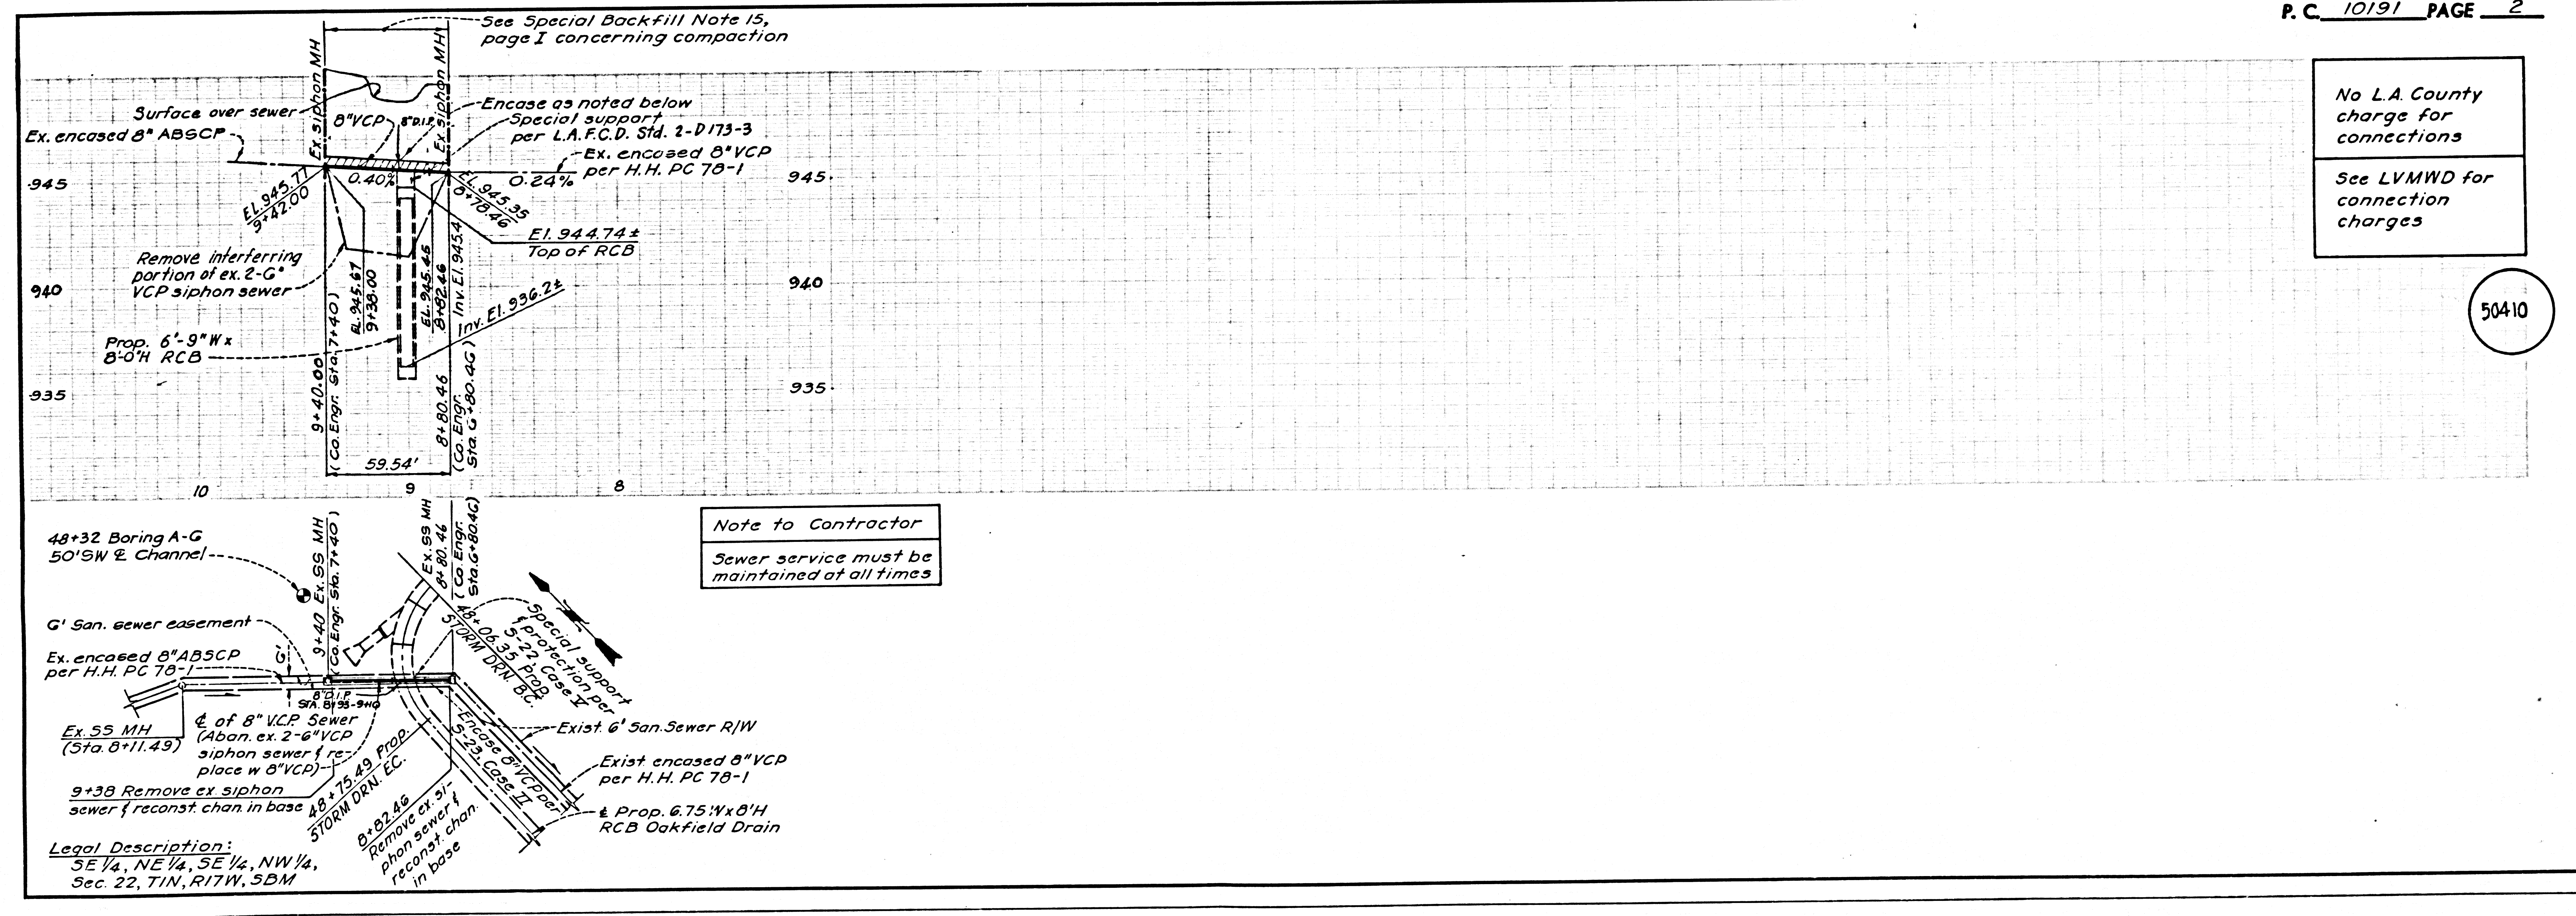 P. C. 10191 PAGE 2
See Special Backfill Note 15,
page I concerning compaction
Ex. siphon MH
Ex. siphon MH
Surface over sewer
Ex. encased 8" ABSCP
8"VCP
8"D.I.P.
Encase as noted below
Special support
per L.A.F.C.D. Std. 2-D173-3
Ex. encased 8"VCP
per H.H. PC 78-1
0.40%
0.24%
945
945
940
940
935
935
El. 945.77
9+42.00
El. 945.35
8+78.46
El. 944.74±
Top of RCB
Remove interferring
portion of ex. 2-6"
VCP siphon sewer
El. 945.67
9+38.00
El. 945.45
8+82.46
Inv. El. 945.4
Inv. El. 936.2±
Prop. 6'-9"W x
8'-0"H RCB
9+40.00
(Co. Engr. Sta. 7+40)
8+80.46
(Co. Engr.
Sta. 6+80.46)
59.54'
10
9
8
No L.A. County
charge for
connections
See LVMWD for
connection
charges
50410
Note to Contractor
Sewer service must be
maintained at all times
48+32 Boring A-6
50' SW ℄ Channel
9+40 Ex. SS MH
(Co. Engr. Sta. 7+40)
Ex. SS MH
8+80.46
(Co. Engr.
Sta. 6+80.46)
6' San. sewer easement
6'
Ex. encased 8"ABSCP
per H.H. PC 78-1
48+06.35 Prop.
STORM DRN. B.C.
Special support
& protection per
S-22, Case V
8"D.I.P.
STA. 8+93-9+10
Ex. SS MH
(Sta. 8+11.49)
℄ of 8" V.C.P. Sewer
(Aban. ex. 2-6"VCP
siphon sewer & re-
place w 8"VCP)
9+38 Remove ex. siphon
sewer & reconst. chan. in base
48+75.49 Prop.
STORM DRN. E.C.
8+82.46
Remove ex. si-
phon sewer &
reconst. chan.
in base
Encase 8"VCP per
S-23, Case II
Exist. 6' San. Sewer R/W
Exist encased 8"VCP
per H.H. PC 78-1
℄ Prop. 6.75'W x 8'H
RCB Oakfield Drain
Legal Description:
SE 1/4, NE 1/4, SE 1/4, NW 1/4,
Sec. 22, T1N, R17W, SBM